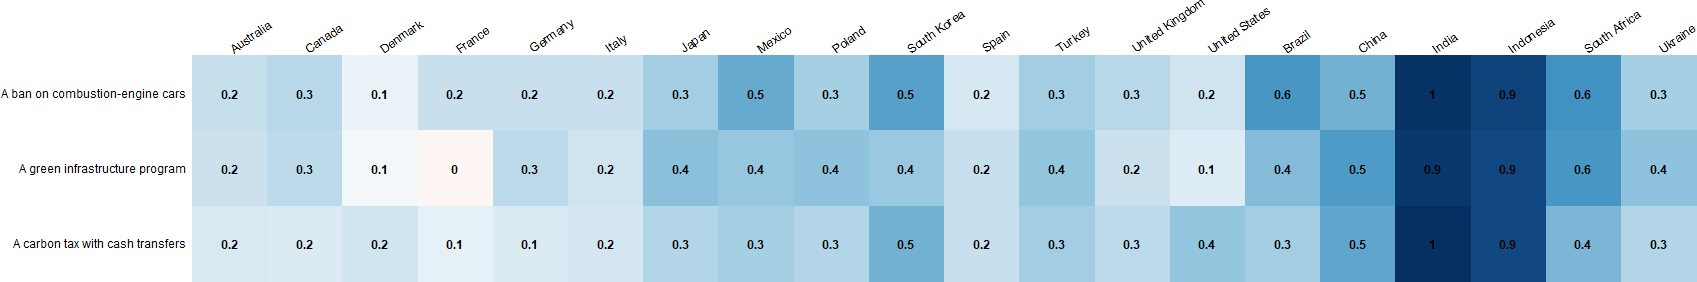 Australia Canada Denmark France Germany Italy Japan Mexico Poland South Korea Spain Turkey United Kingdom United States Brazil China India Indonesia South Africa Ukraine
A ban on combustion-engine cars 0.2 0.3 0.1 0.2 0.2 0.2 0.3 0.5 0.3 0.5 0.2 0.3 0.3 0.2 0.6 0.5 1 0.9 0.6 0.3
A green infrastructure program 0.2 0.3 0.1 0 0.3 0.2 0.4 0.4 0.4 0.4 0.2 0.4 0.2 0.1 0.4 0.5 0.9 0.9 0.6 0.4
A carbon tax with cash transfers 0.2 0.2 0.2 0.1 0.1 0.2 0.3 0.3 0.3 0.5 0.2 0.3 0.3 0.4 0.3 0.5 1 0.9 0.4 0.3